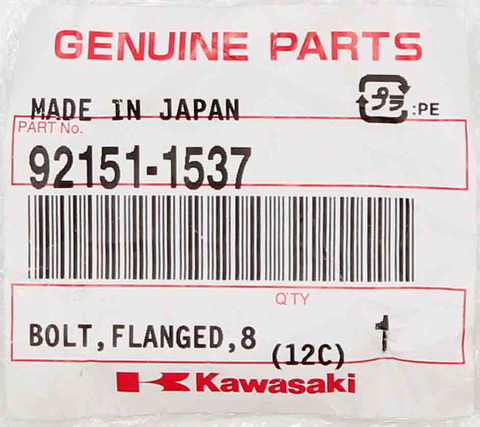 GENUINE PARTS
MADE IN JAPAN
プラ :PE
PART No.
92151-1537
Q'TY
BOLT,FLANGED,8 (12C) 1
Kawasaki